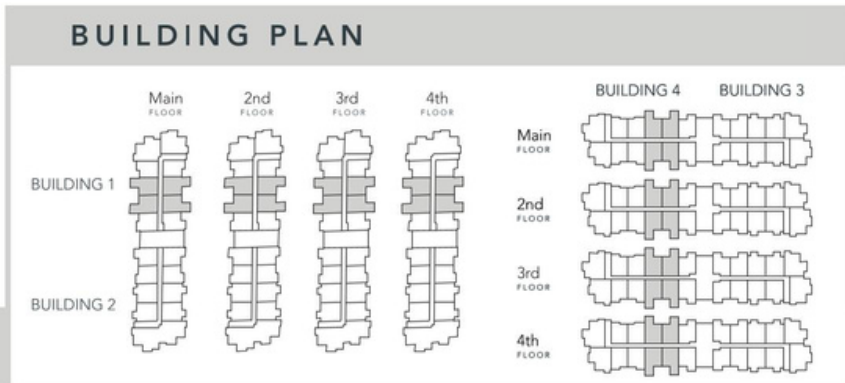 BUILDING PLAN
Main
FLOOR
2nd
FLOOR
3rd
FLOOR
4th
FLOOR
BUILDING 1
BUILDING 2
BUILDING 4
BUILDING 3
Main
FLOOR
2nd
FLOOR
3rd
FLOOR
4th
FLOOR